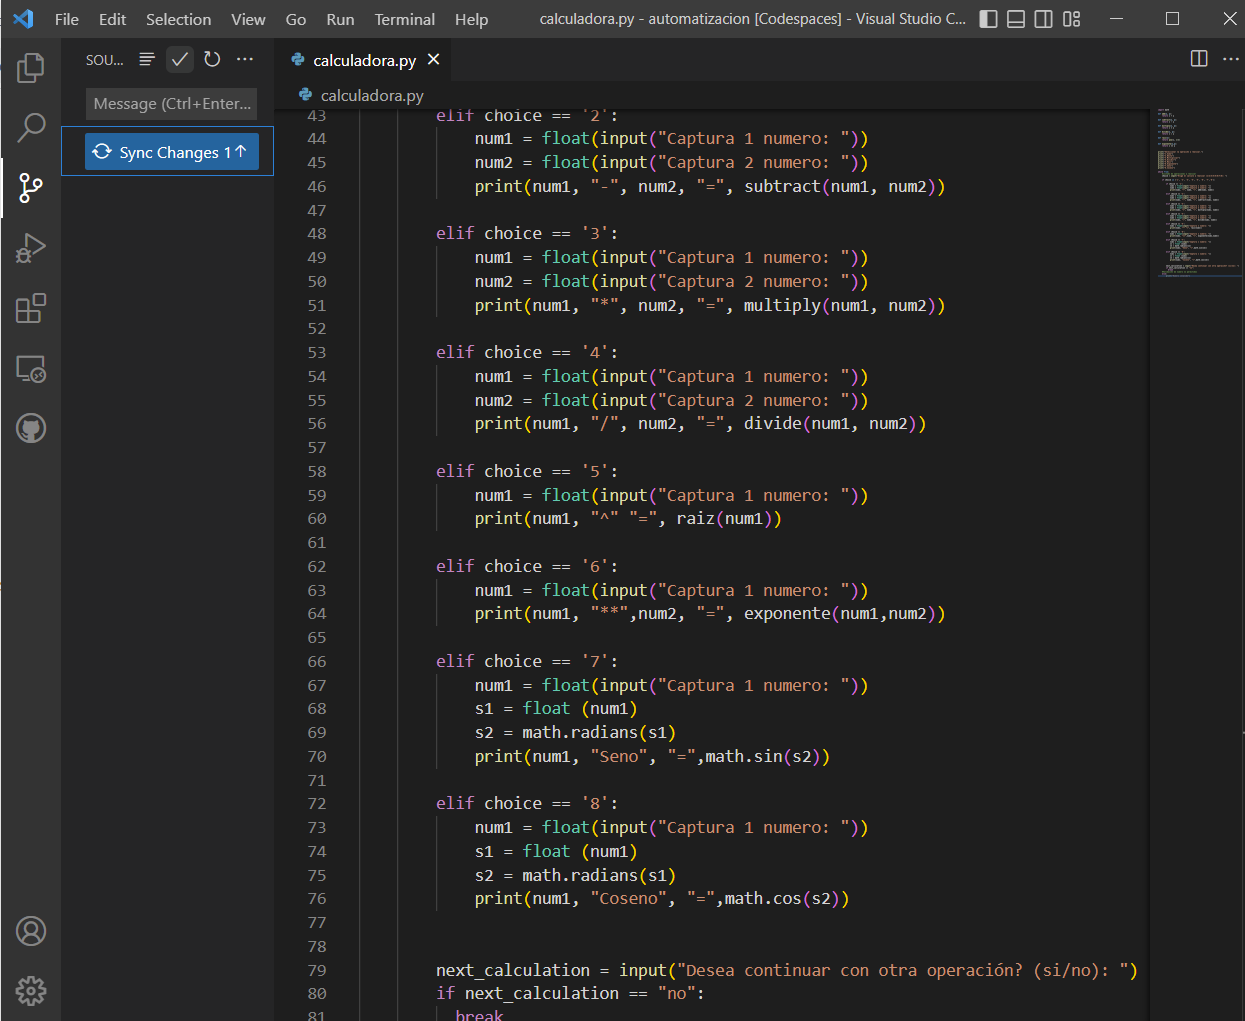 File Edit Selection View Go Run Terminal Help calculadora.py - automatizacion [Codespaces] - Visual Studio C...
SOU...
calculadora.py
Message (Ctrl+Enter...
calculadora.py
Sync Changes 1↑
43 elif choice == '2':
44 num1 = float(input("Captura 1 numero: "))
45 num2 = float(input("Captura 2 numero: "))
46 print(num1, "-", num2, "=", subtract(num1, num2))
47
48 elif choice == '3':
49 num1 = float(input("Captura 1 numero: "))
50 num2 = float(input("Captura 2 numero: "))
51 print(num1, "*", num2, "=", multiply(num1, num2))
52
53 elif choice == '4':
54 num1 = float(input("Captura 1 numero: "))
55 num2 = float(input("Captura 2 numero: "))
56 print(num1, "/", num2, "=", divide(num1, num2))
57
58 elif choice == '5':
59 num1 = float(input("Captura 1 numero: "))
60 print(num1, "^" "=", raiz(num1))
61
62 elif choice == '6':
63 num1 = float(input("Captura 1 numero: "))
64 print(num1, "**",num2, "=", exponente(num1,num2))
65
66 elif choice == '7':
67 num1 = float(input("Captura 1 numero: "))
68 s1 = float (num1)
69 s2 = math.radians(s1)
70 print(num1, "Seno", "=",math.sin(s2))
71
72 elif choice == '8':
73 num1 = float(input("Captura 1 numero: "))
74 s1 = float (num1)
75 s2 = math.radians(s1)
76 print(num1, "Coseno", "=",math.cos(s2))
77
78
79 next_calculation = input("Desea continuar con otra operación? (si/no): ")
80 if next_calculation == "no":
81 break